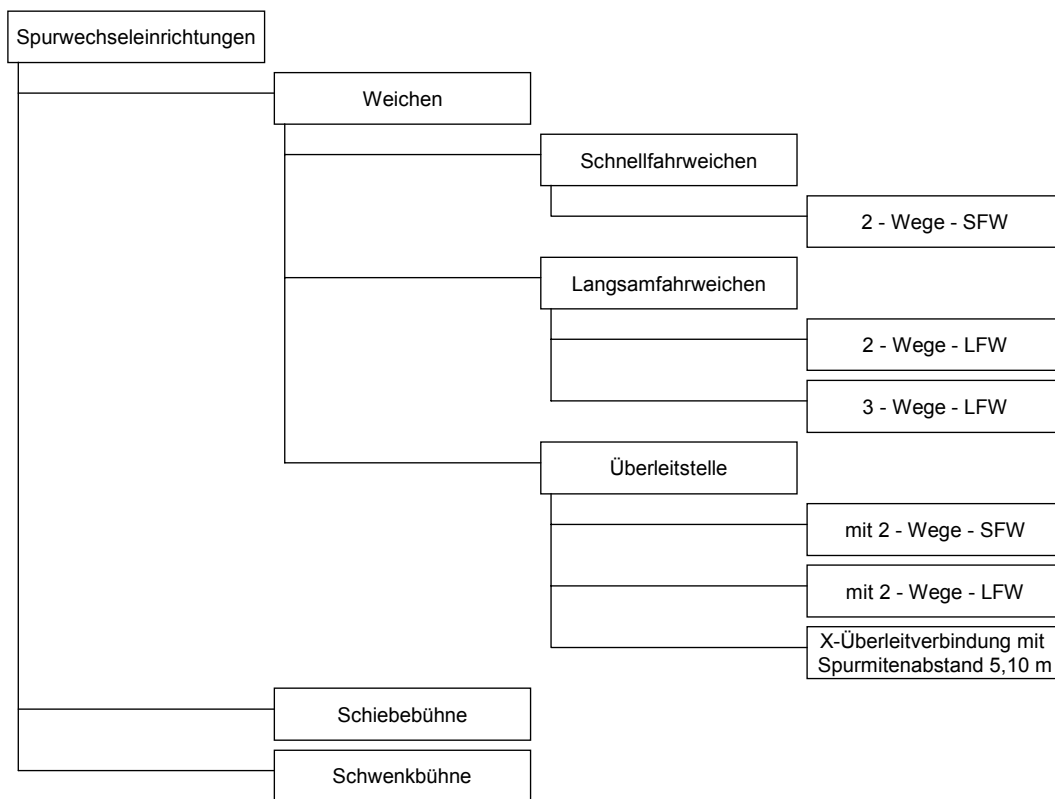 Spurwechseleinrichtungen
Weichen
Schnellfahrweichen
2 - Wege - SFW
Langsamfahrweichen
2 - Wege - LFW
3 - Wege - LFW
Überleitstelle
mit 2 - Wege - SFW
mit 2 - Wege - LFW
X-Überleitverbindung mit
Spurmitenabstand 5,10 m
Schiebebühne
Schwenkbühne